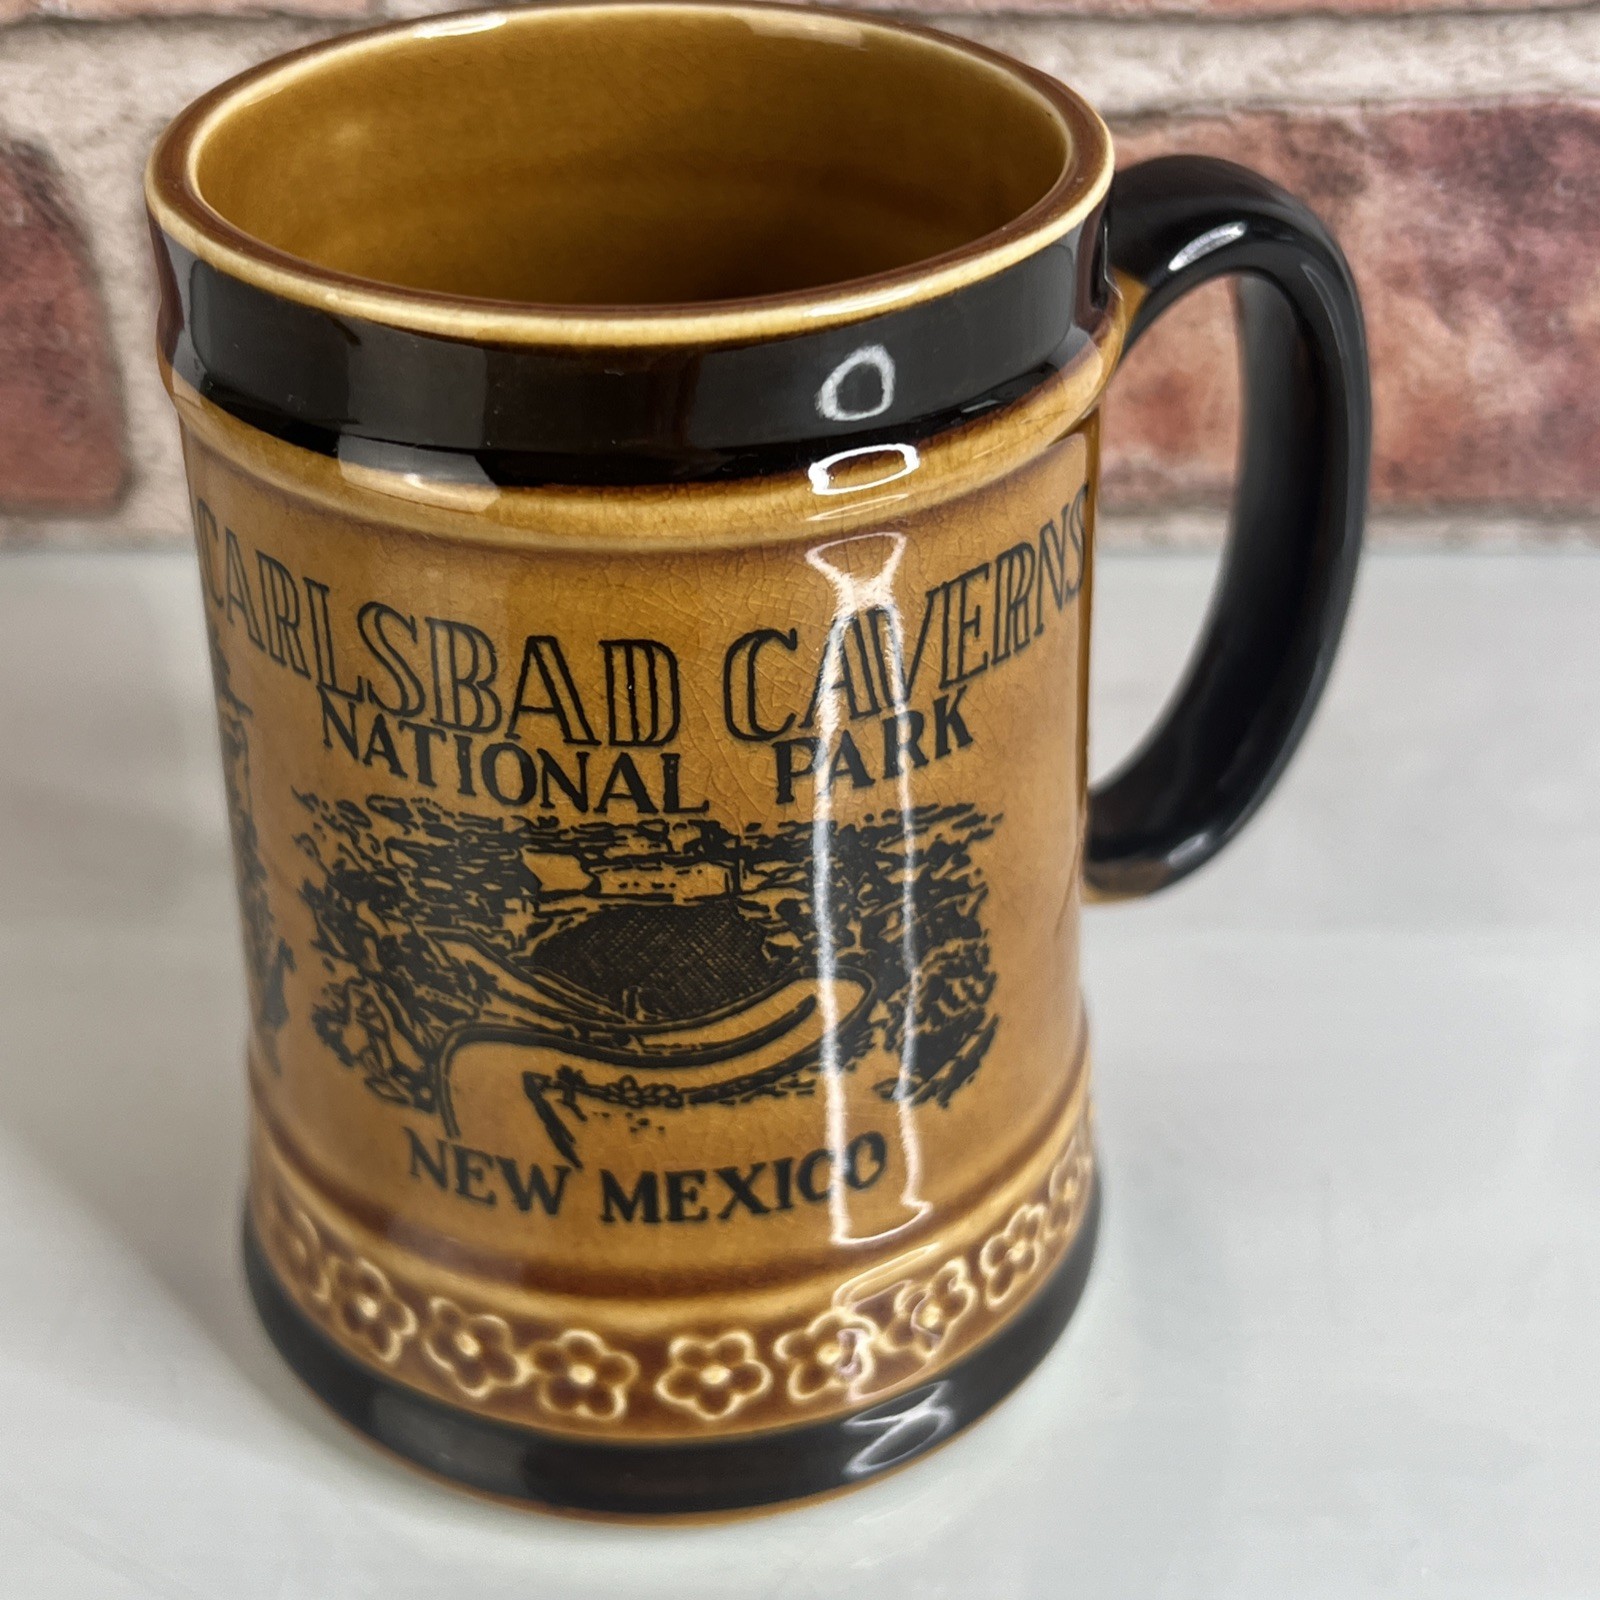 CARLSBAD CAVERNS
NATIONAL PARK
NEW MEXICO